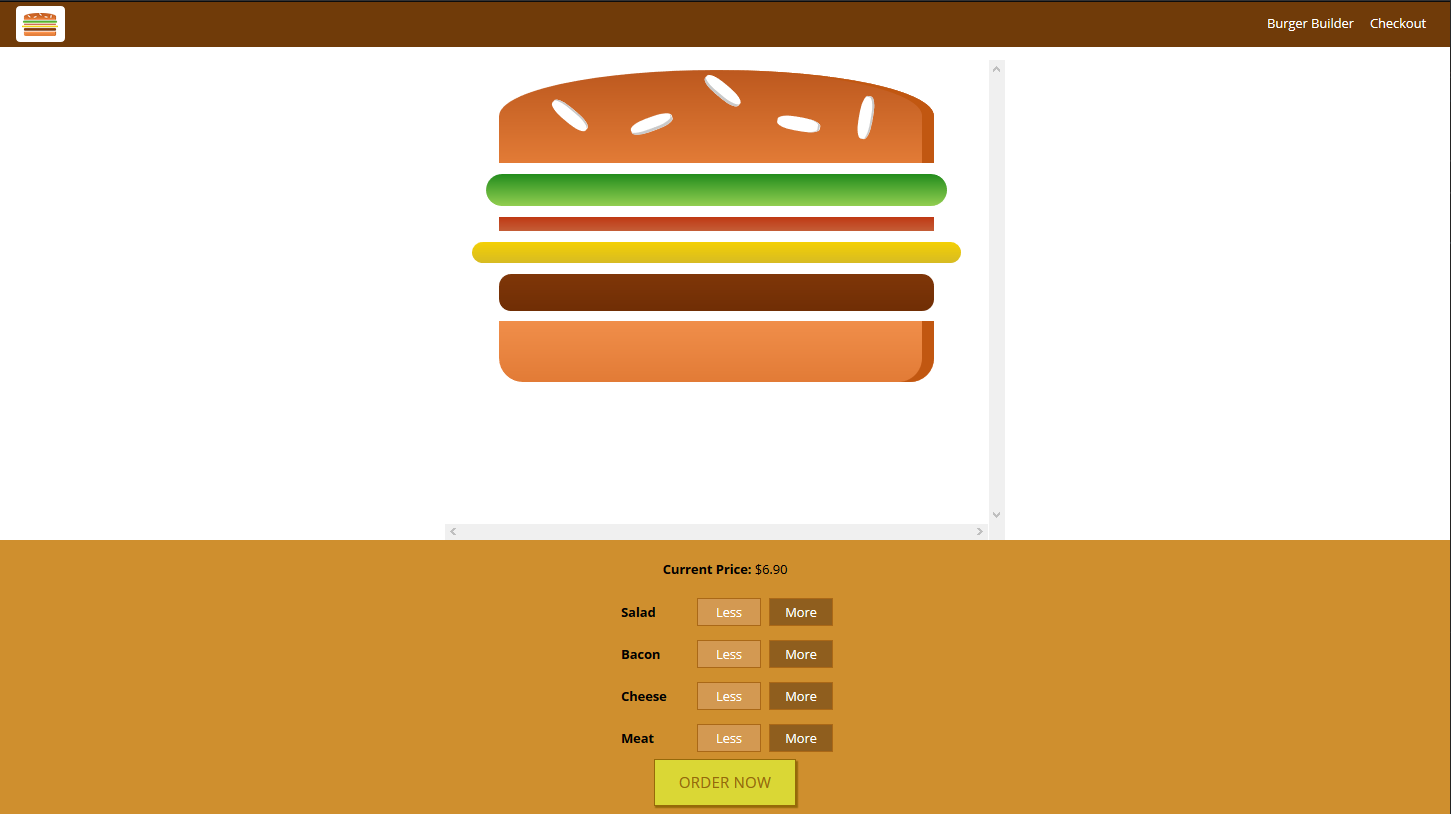 Burger Builder Checkout
Current Price: $6.90
Salad Less More
Bacon Less More
Cheese Less More
Meat Less More
ORDER NOW